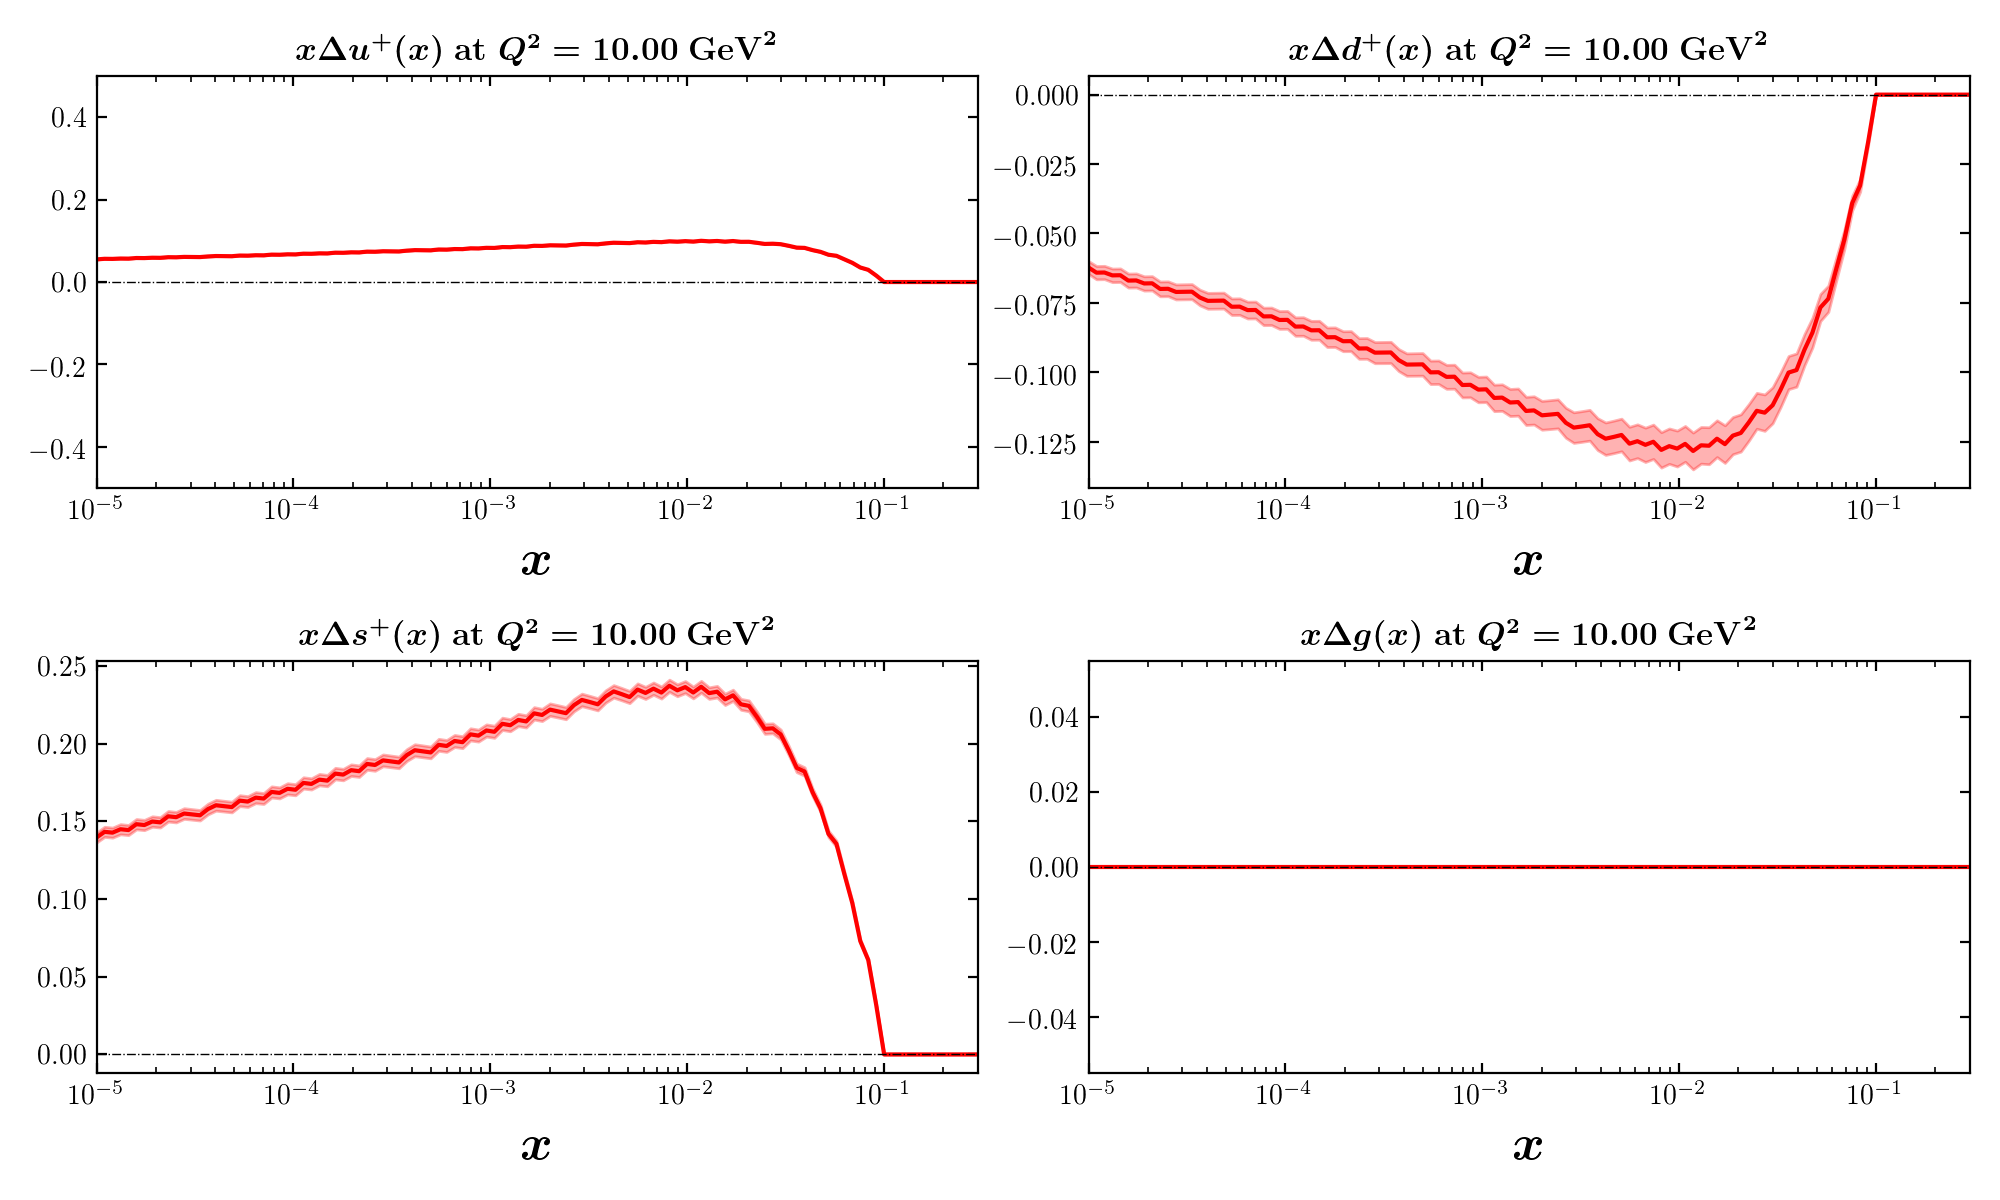 xΔu⁺(x) at Q² = 10.00 GeV²
0.4
0.2
0.0
−0.2
−0.4
10⁻⁵ 10⁻⁴ 10⁻³ 10⁻² 10⁻¹
x
xΔd⁺(x) at Q² = 10.00 GeV²
0.000
−0.025
−0.050
−0.075
−0.100
−0.125
10⁻⁵ 10⁻⁴ 10⁻³ 10⁻² 10⁻¹
x
xΔs⁺(x) at Q² = 10.00 GeV²
0.25
0.20
0.15
0.10
0.05
0.00
10⁻⁵ 10⁻⁴ 10⁻³ 10⁻² 10⁻¹
x
xΔg(x) at Q² = 10.00 GeV²
0.04
0.02
0.00
−0.02
−0.04
10⁻⁵ 10⁻⁴ 10⁻³ 10⁻² 10⁻¹
x